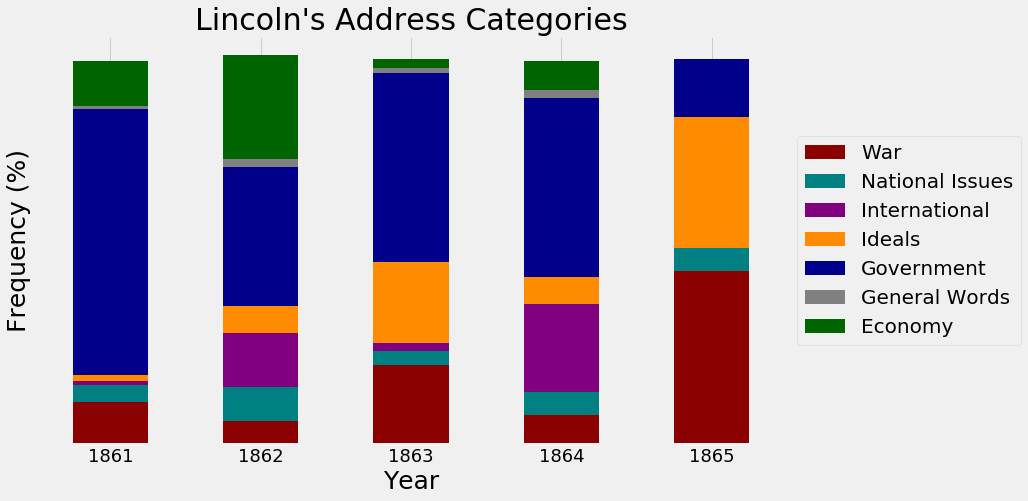 Lincoln's Address Categories
Frequency (%)
War
National Issues
International
Ideals
Government
General Words
Economy
1861 1862 1863 1864 1865
Year